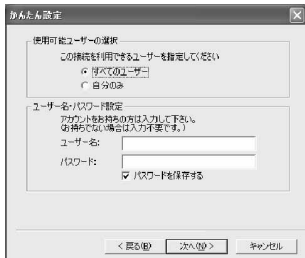 かんたん設定
使用可能ユーザーの選択
この接続を利用できるユーザーを指定してください
すべてのユーザー
自分のみ
ユーザー名・パスワード設定
アカウントをお持ちの方は入力して下さい。
(お持ちでない場合は入力不要です。)
ユーザー名:
パスワード:
パスワードを保存する
< 戻る(B)
次へ(N) >
キャンセル